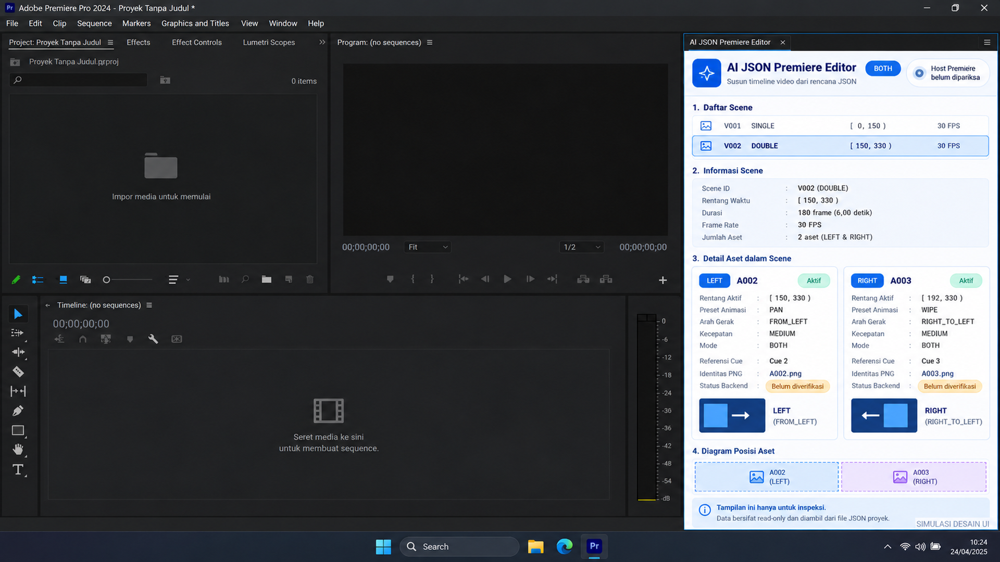 Pr Adobe Premiere Pro 2024 - Proyek Tanpa Judul *
File Edit Clip Sequence Markers Graphics and Titles View Window Help
Project: Proyek Tanpa Judul Effects Effect Controls Lumetri Scopes
Proyek Tanpa Judul.prproj
0 items
Impor media untuk memulai
Program: (no sequences)
00;00;00;00 Fit 1/2 00;00;00;00
Timeline: (no sequences)
00;00;00;00
Seret media ke sini
untuk membuat sequence.
0
-6
-12
-18
-24
-36
-36
-42
-48
-54
-dB
AI JSON Premiere Editor
AI JSON Premiere Editor
Susun timeline video dari rencana JSON
BOTH
Host Premiere
belum dipariksa
1. Daftar Scene
V001 SINGLE [ 0, 150 ) 30 FPS
V002 DOUBLE [ 150, 330 ) 30 FPS
2. Informasi Scene
Scene ID : V002 (DOUBLE)
Rentang Waktu : [ 150, 330 )
Durasi : 180 frame (6,00 detik)
Frame Rate : 30 FPS
Jumlah Aset : 2 aset (LEFT & RIGHT)
3. Detail Aset dalam Scene
LEFT A002 Aktif
Rentang Aktif : [ 150, 330 )
Preset Animasi : PAN
Arah Gerak : FROM_LEFT
Kecepatan : MEDIUM
Mode : BOTH
Referensi Cue : Cue 2
Identitas PNG : A002.png
Status Backend : Belum diverifikasi
LEFT
(FROM_LEFT)
RIGHT A003 Aktif
Rentang Aktif : [ 192, 330 )
Preset Animasi : WIPE
Arah Gerak : RIGHT_TO_LEFT
Kecepatan : MEDIUM
Mode : BOTH
Referensi Cue : Cue 3
Identitas PNG : A003.png
Status Backend : Belum diverifikasi
RIGHT
(RIGHT_TO_LEFT)
4. Diagram Posisi Aset
A002
(LEFT)
A003
(RIGHT)
Tampilan ini hanya untuk inspeksi.
Data bersifat read-only dan diambil dari file JSON proyek.
SIMULASI DESAIN UI
Search
Pr
10:24
24/04/2025